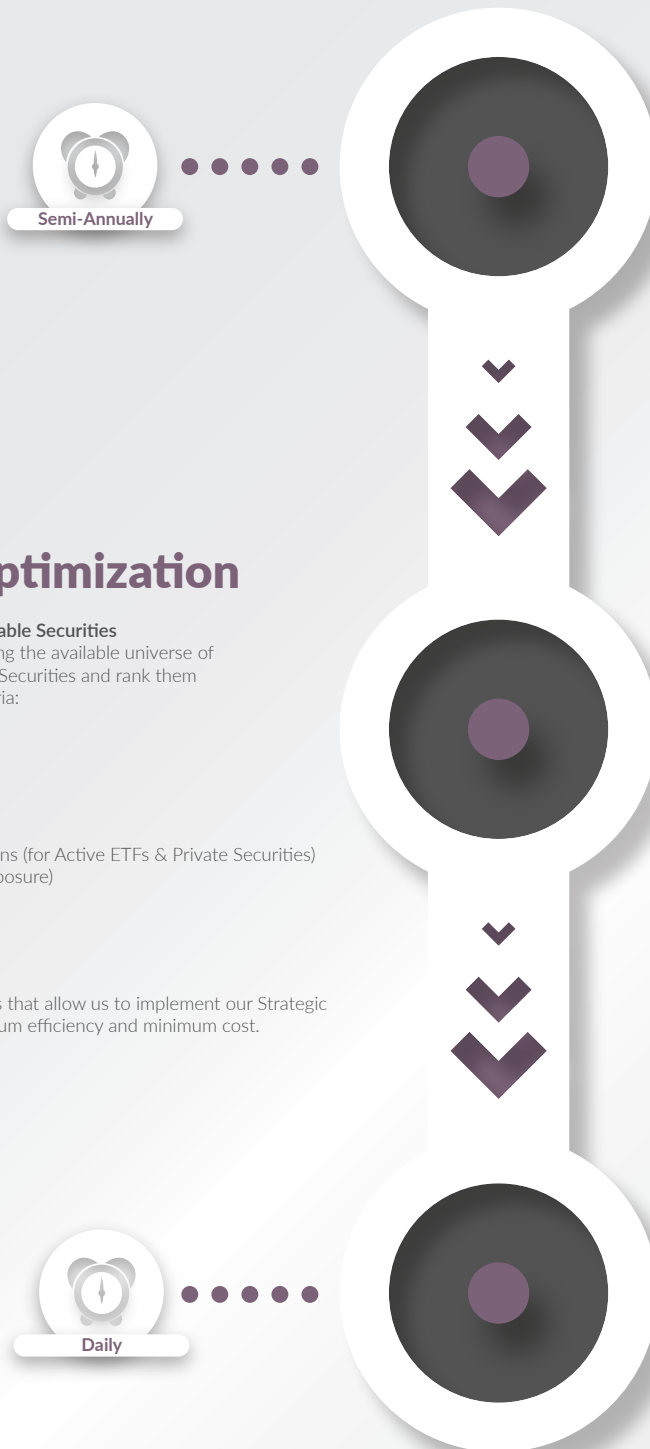 Semi-Annually
ptimization
able Securities
ng the available universe of
Securities and rank them
ria:
ns (for Active ETFs & Private Securities)
posure)
s that allow us to implement our Strategic
um efficiency and minimum cost.
Daily